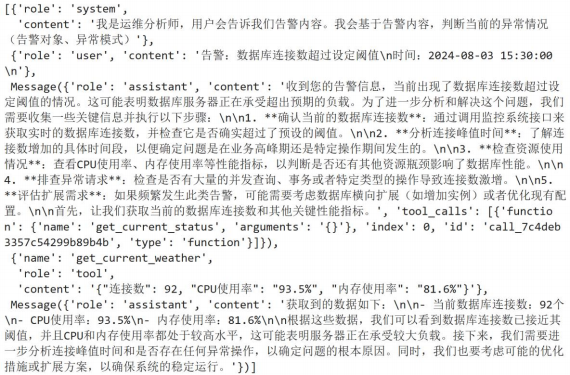 [{'role': 'system',
'content': '我是运维分析师，用户会告诉我们告警内容。我会基于告警内容，判断当前的异常情况
（告警对象、异常模式）'},
{'role': 'user', 'content': '告警：数据库连接数超过设定阈值\n时间：2024-08-03 15:30:00
\n'},
Message({'role': 'assistant', 'content': '收到您的告警信息，当前出现了数据库连接数超过设
定阈值的情况。这可能表明数据库服务器正在承受超出预期的负载。为了进一步分析和解决这个问题，我们
需要收集一些关键信息并执行以下步骤：\n\n1. **确认当前的数据库连接数**：通过调用监控系统接口来
获取实时的数据库连接数，并检查它是否确实超过了预设的阈值。\n\n2. **分析连接峰值时间**：了解连接
数增加的具体时间段，以便确定问题是在业务高峰期还是特定操作期间发生的。\n\n3. **检查资源使用
情况**：查看CPU使用率、内存使用率等性能指标，以判断是否还有其他资源瓶颈影响了数据库性能。\n\n
4. **排查异常请求**：检查是否有大量的并发查询、事务或者特定类型的操作导致连接数激增。\n\n5.
**评估扩展需求**：如果频繁发生此类告警，可能需要考虑数据库横向扩展（如增加实例）或者优化现有配
置。\n\n首先，让我们获取当前的数据库连接数和其他关键性能指标。', 'tool_calls': [{'functio
n': {'name': 'get_current_status', 'arguments': '{}'}, 'index': 0, 'id': 'call_7c4deb
3357c54299b89b4b', 'type': 'function'}]}),
{'name': 'get_current_weather',
'role': 'tool',
'content': '{"连接数": 92, "CPU使用率": "93.5%", "内存使用率": "81.6%"}'},
Message({'role': 'assistant', 'content': '获取到的数据如下：\n\n- 当前数据库连接数：92个
\n- CPU使用率：93.5%\n- 内存使用率：81.6%\n\n根据这些数据，我们可以看到数据库连接数已接近其
阈值，并且CPU和内存使用率都处于较高水平，这可能表明服务器正在承受较大负载。接下来，我们需要进
一步分析连接峰值时间和是否存在任何异常操作，以确定问题的根本原因。同时，我们也要考虑可能的优化
措施或扩展方案，以确保系统的稳定运行。'})]